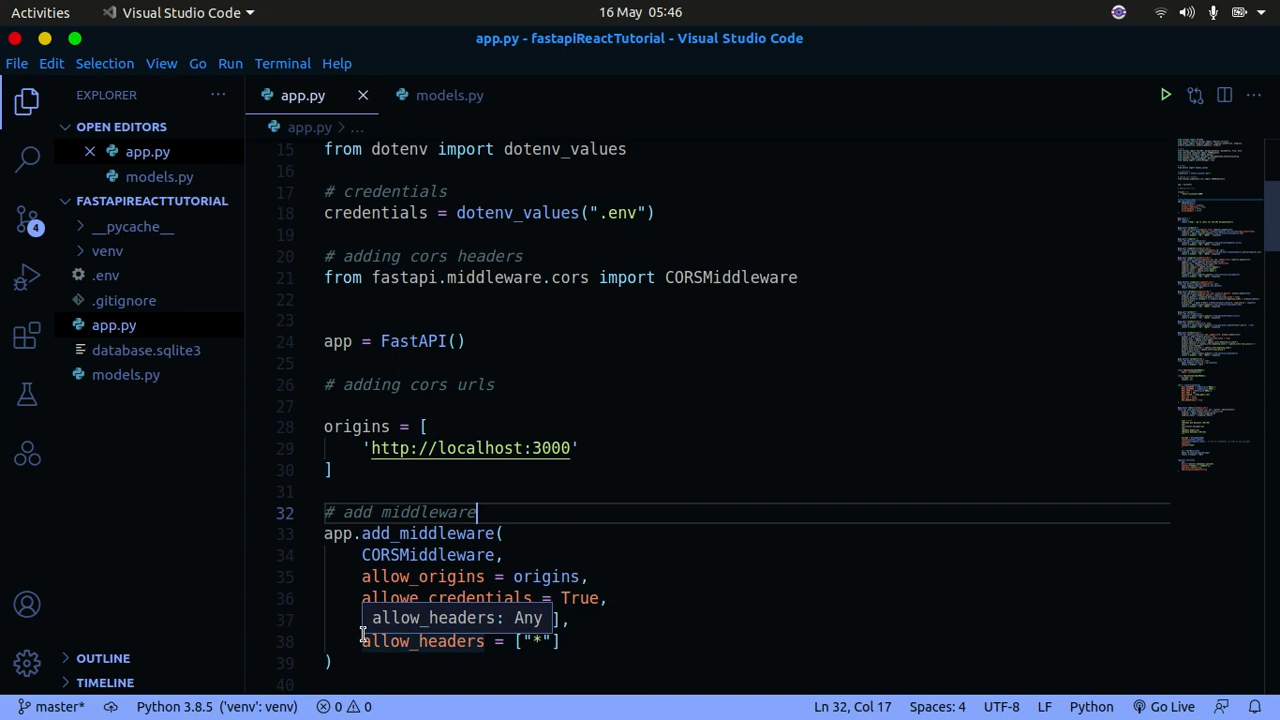 Activities
Visual Studio Code
16 May 05:46
app.py - fastapiReactTutorial - Visual Studio Code
File Edit Selection View Go Run Terminal Help
EXPLORER
OPEN EDITORS
app.py
models.py
FASTAPIREACTTUTORIAL
__pycache__
venv
.env
.gitignore
app.py
database.sqlite3
models.py
OUTLINE
TIMELINE
4
app.py
models.py
app.py > ...
15 from dotenv import dotenv_values
16
17 # credentials
18 credentials = dotenv_values(".env")
19
20 # adding cors headers
21 from fastapi.middleware.cors import CORSMiddleware
22
23
24 app = FastAPI()
25
26 # adding cors urls
27
28 origins = [
29 'http://localhost:3000'
30 ]
31
32 # add middleware
33 app.add_middleware(
34 CORSMiddleware,
35 allow_origins = origins,
36 allowe_credentials = True,
allow_headers: Any
37 ],
38 allow_headers = ["*"]
39 )
40
master*
Python 3.8.5 ('venv': venv)
0 0
Ln 32, Col 17
Spaces: 4
UTF-8
LF
Python
Go Live